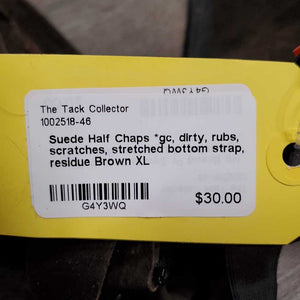 G4Y3WQ
The Tack Collector
1002518-46
Suede Half Chaps *gc, dirty, rubs,
scratches, stretched bottom strap,
residue Brown XL
G4Y3WQ
$30.00